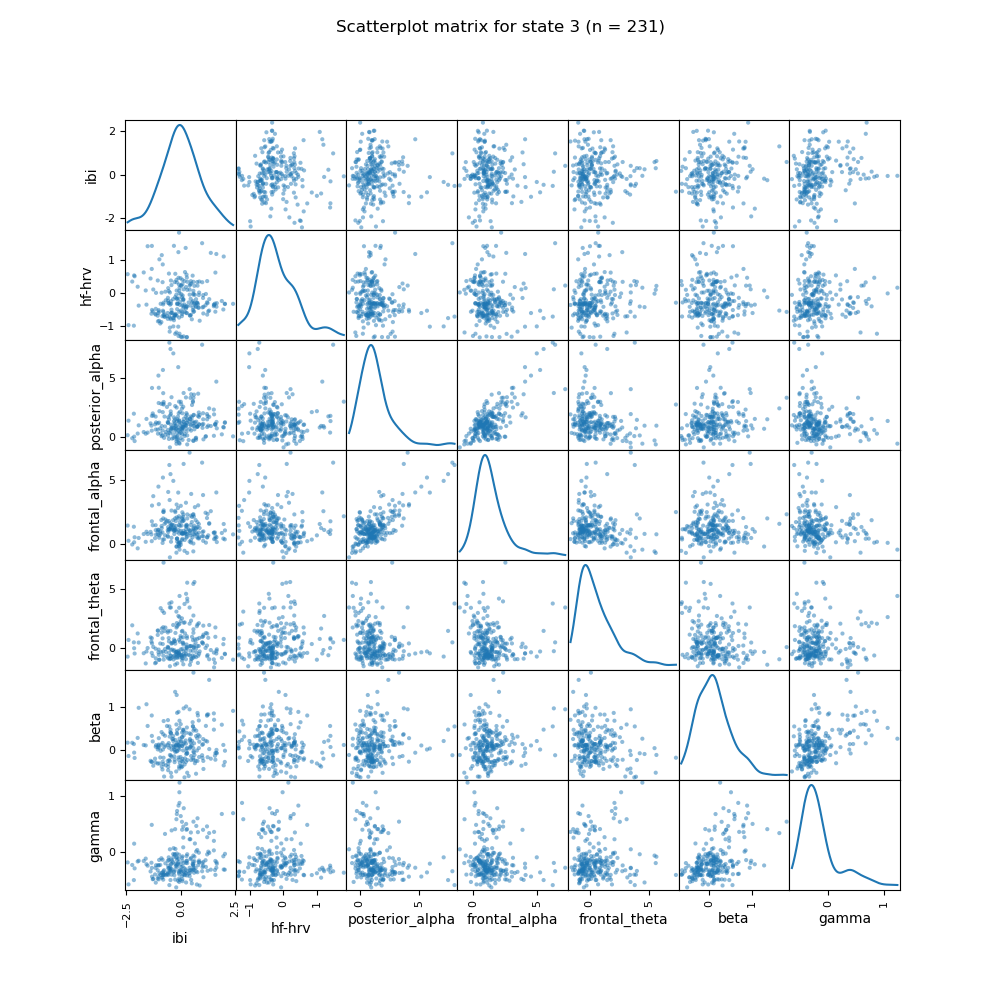 Scatterplot matrix for state 3 (n = 231)
ibi
2
0
−2
hf-hrv
1
0
−1
posterior_alpha
5
0
frontal_alpha
5
0
frontal_theta
5
0
beta
1
0
gamma
1
0
−2.5 0.0 2.5 −1 0 1 0 5 0 5 0 5 0 1 0 1
ibi hf-hrv posterior_alpha frontal_alpha frontal_theta beta gamma